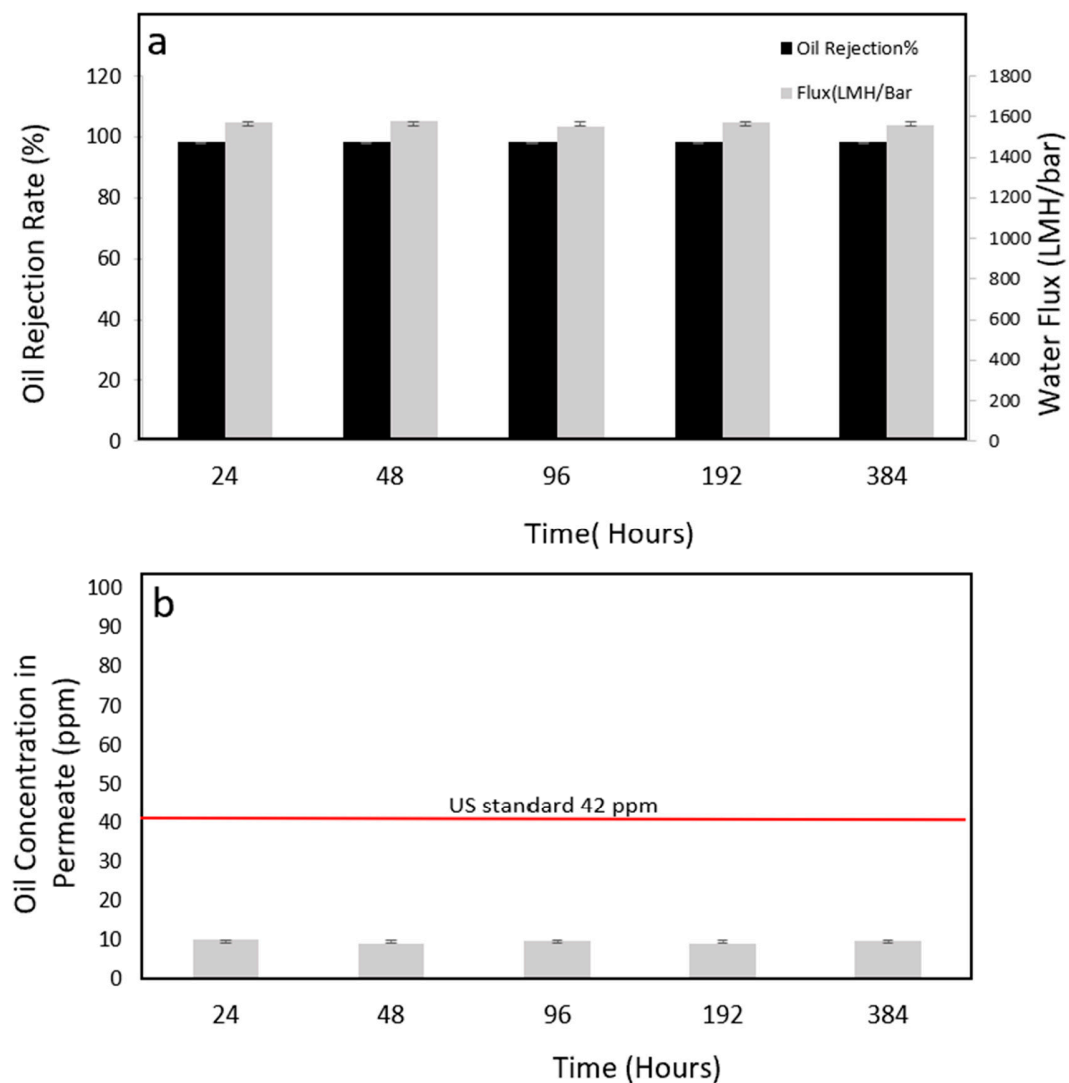 a
Oil Rejection%
Flux(LMH/Bar
120
100
80
60
40
20
0
Oil Rejection Rate (%)
1800
1600
1400
1200
1000
800
600
400
200
0
Water Flux (LMH/bar)
24 48 96 192 384
Time( Hours)
b
100
90
80
70
60
50
40
30
20
10
0
Oil Concentration in
Permeate (ppm)
US standard 42 ppm
24 48 96 192 384
Time (Hours)